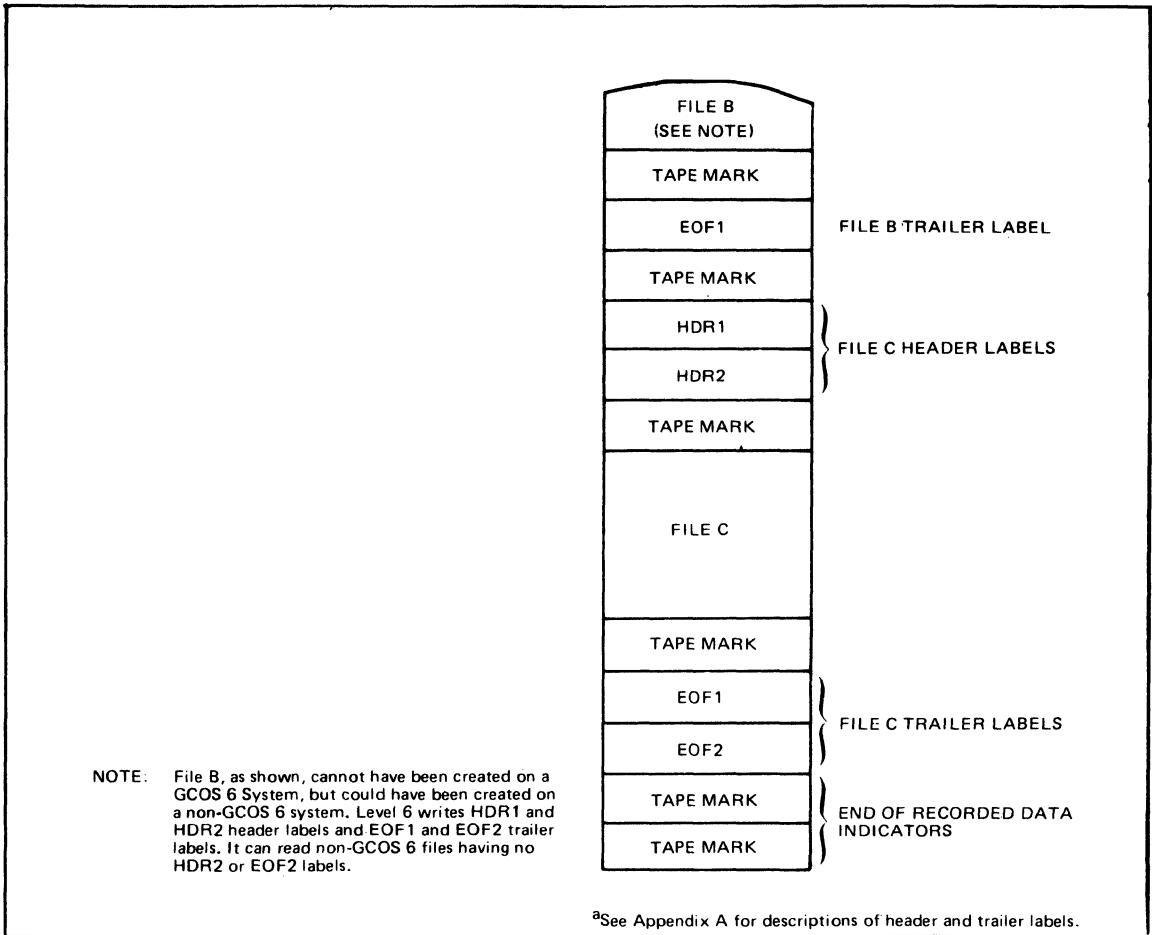 FILE B
(SEE NOTE)
TAPE MARK
EOF1
FILE B TRAILER LABEL
TAPE MARK
HDR1
FILE C HEADER LABELS
HDR2
TAPE MARK
FILE C
TAPE MARK
EOF1
FILE C TRAILER LABELS
EOF2
NOTE: File B, as shown, cannot have been created on a
GCOS 6 System, but could have been created on
a non-GCOS 6 system. Level 6 writes HDR1 and
HDR2 header labels and EOF1 and EOF2 trailer
labels. It can read non-GCOS 6 files having no
HDR2 or EOF2 labels.
TAPE MARK
END OF RECORDED DATA
INDICATORS
TAPE MARK
aSee Appendix A for descriptions of header and trailer labels.